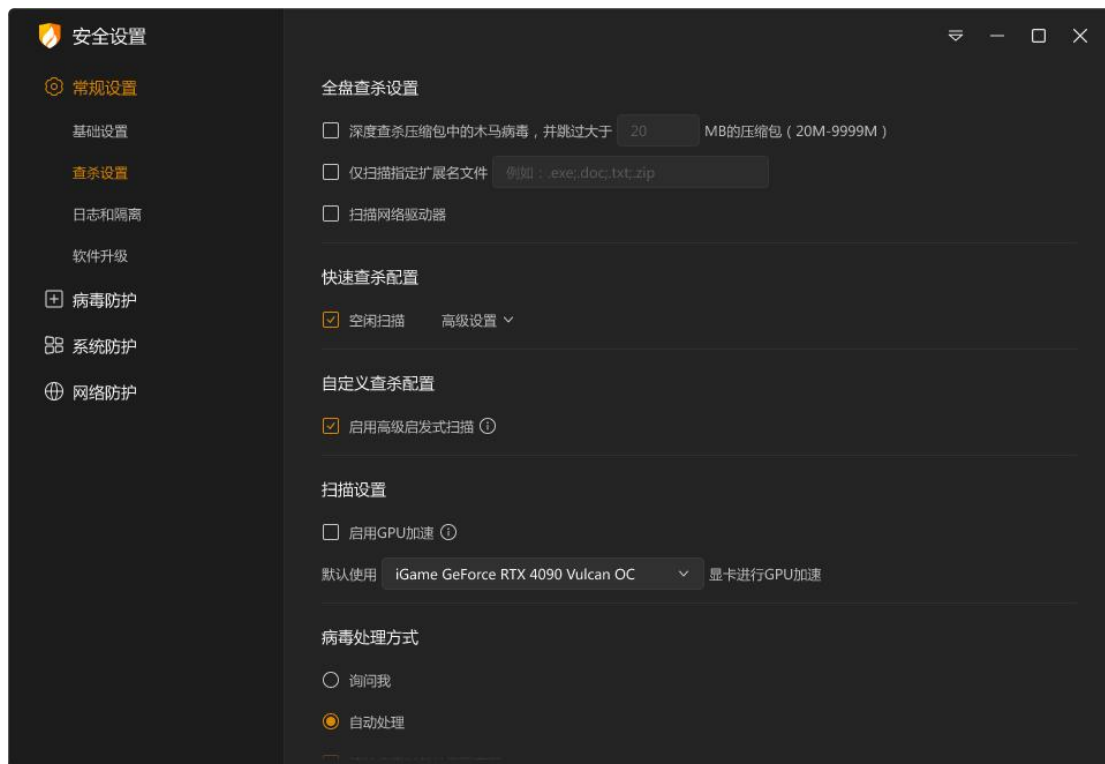 安全设置
常规设置
基础设置
查杀设置
日志和隔离
软件升级
病毒防护
系统防护
网络防护
全盘查杀设置
深度查杀压缩包中的木马病毒，并跳过大于 20 MB的压缩包（20M-9999M）
仅扫描指定扩展名文件 例如：.exe;.doc;.txt;.zip
扫描网络驱动器
快速查杀配置
空闲扫描 高级设置
自定义查杀配置
启用高级启发式扫描
扫描设置
启用GPU加速
默认使用 iGame GeForce RTX 4090 Vulcan OC 显卡进行GPU加速
病毒处理方式
询问我
自动处理